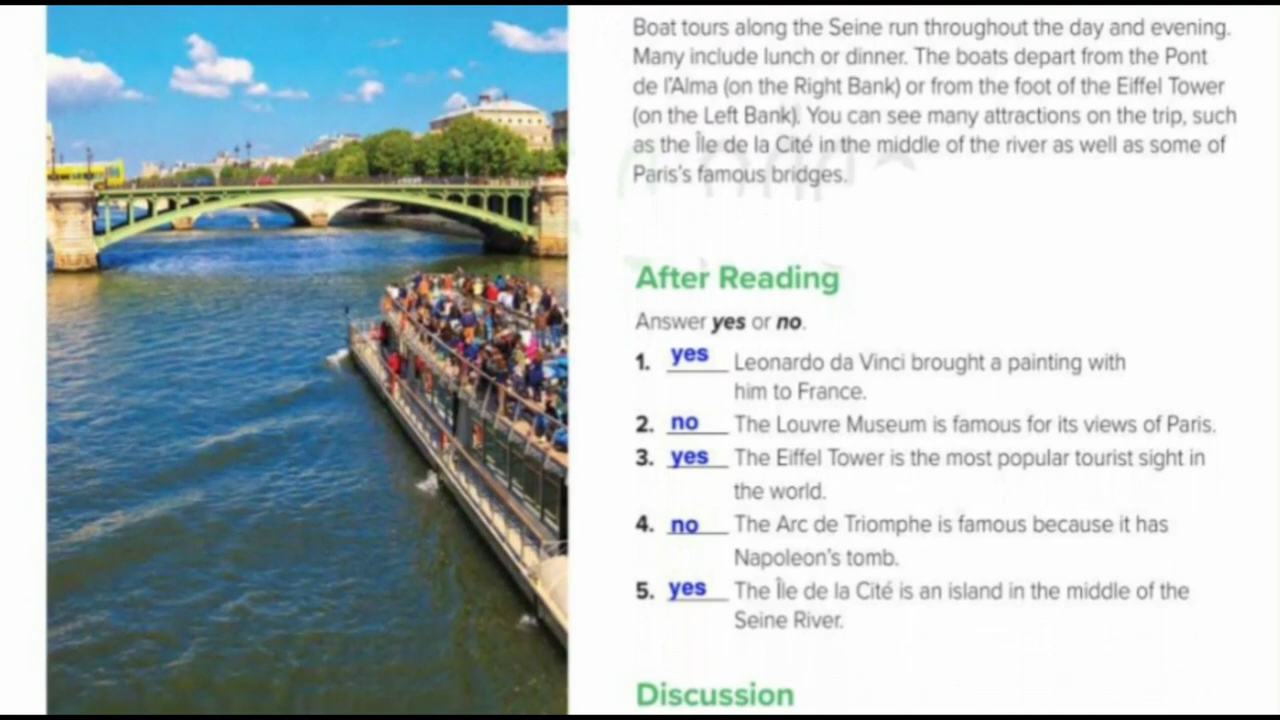 Boat tours along the Seine run throughout the day and evening.
Many include lunch or dinner. The boats depart from the Pont
de l'Alma (on the Right Bank) or from the foot of the Eiffel Tower
(on the Left Bank). You can see many attractions on the trip, such
as the Île de la Cité in the middle of the river as well as some of
Paris's famous bridges.
After Reading
Answer yes or no.
1. yes Leonardo da Vinci brought a painting with
him to France.
2. no The Louvre Museum is famous for its views of Paris.
3. yes The Eiffel Tower is the most popular tourist sight in
the world.
4. no The Arc de Triomphe is famous because it has
Napoleon's tomb.
5. yes The Île de la Cité is an island in the middle of the
Seine River.
Discussion